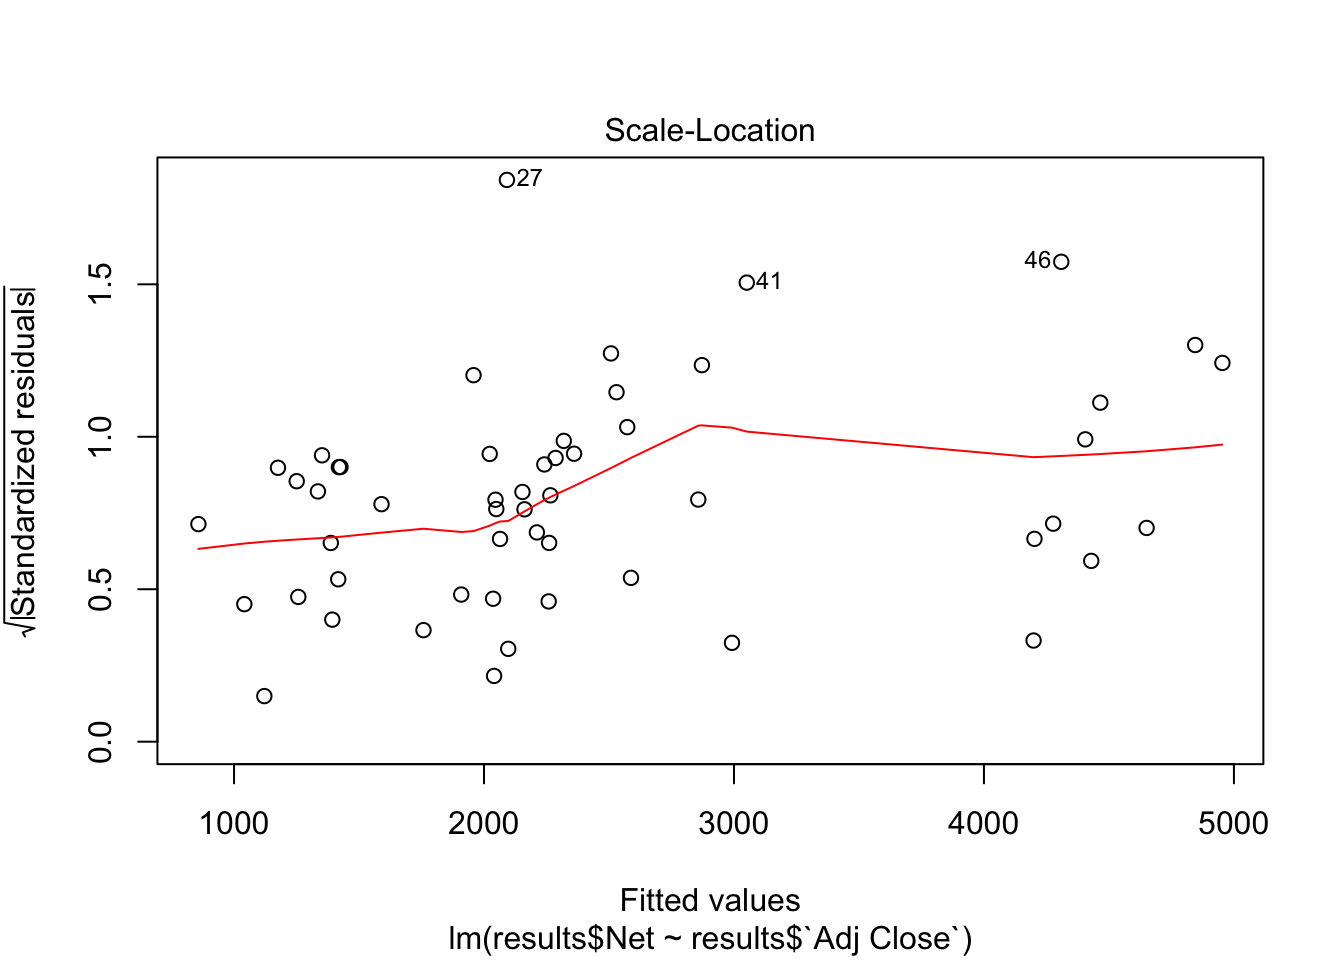 Scale-Location
27
46
41
√|Standardized residuals|
1.5
1.0
0.5
0.0
1000 2000 3000 4000 5000
Fitted values
lm(results$Net ~ results$`Adj Close`)